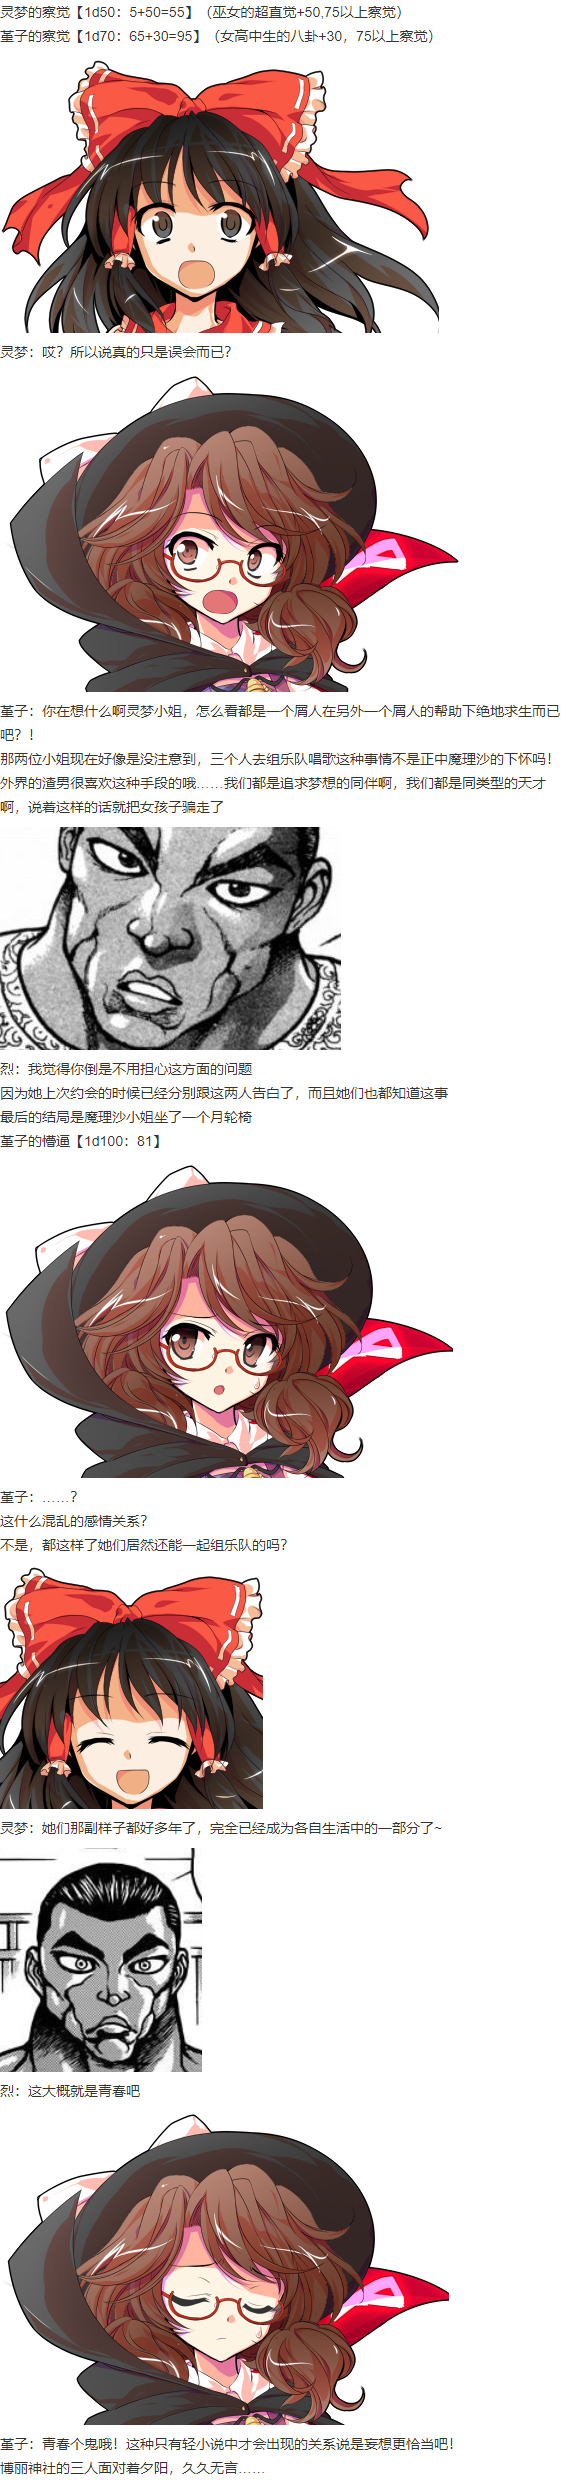 灵梦的察觉【1d50：5+50=55】（巫女的超直觉+50,75以上察觉）
堇子的察觉【1d70：65+30=95】（女高中生的八卦+30，75以上察觉）
灵梦：哎？所以说真的只是误会而已？
堇子：你在想什么啊灵梦小姐，怎么看都是一个屑人在另外一个屑人的帮助下绝地求生而已
吧？！
那两位小姐现在好像是没注意到，三个人去组乐队唱歌这种事情不是正中魔理沙的下怀吗！
外界的渣男很喜欢这种手段的哦……我们都是追求梦想的同伴啊，我们都是同类型的天才
啊，说着这样的话就把女孩子骗走了
烈：我觉得你倒是不用担心这方面的问题
因为她上次约会的时候已经分别跟这两人告白了，而且她们也都知道这事
最后的结局是魔理沙小姐坐了一个月轮椅
堇子的懵逼【1d100：81】
堇子：……？
这什么混乱的感情关系？
不是，都这样了她们居然还能一起组乐队的吗？
灵梦：她们那副样子都好多年了，完全已经成为各自生活中的一部分了~
烈：这大概就是青春吧
堇子：青春个鬼哦！这种只有轻小说中才会出现的关系说是妄想更恰当吧！
博丽神社的三人面对着夕阳，久久无言……